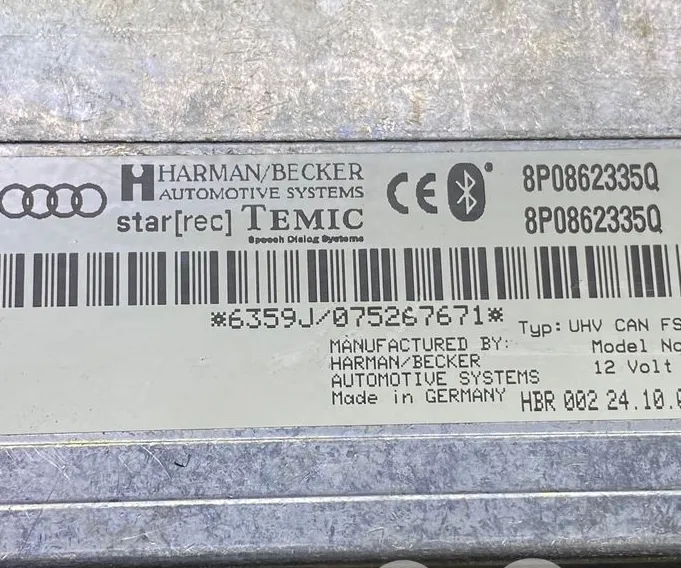 HARMAN/BECKER
AUTOMOTIVE SYSTEMS
star[rec] TEMIC
Speech Dialog Systems
CE
8P0862335Q
8P0862335Q
*6359J/075267671*
Typ: UHV CAN FS
MANUFACTURED BY:
HARMAN/BECKER
AUTOMOTIVE SYSTEMS
Made in GERMANY
Model No
12 Volt
HBR 002 24.10.